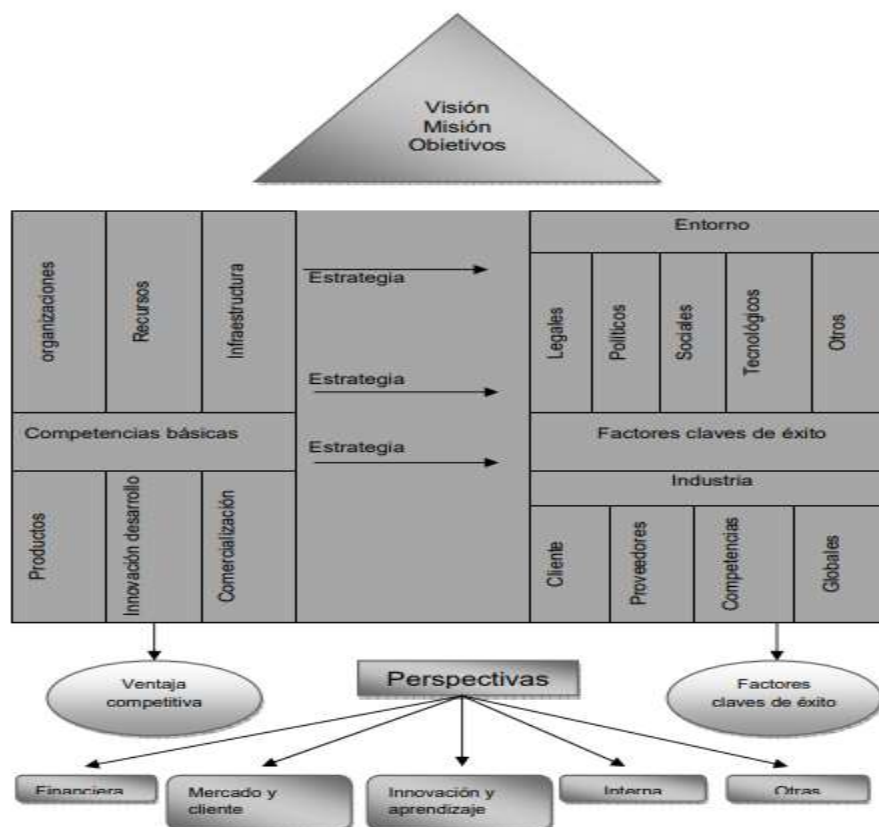 Visión
Misión
Obietivos
organizaciones
Recursos
Infraestructura
Estrategia
Estrategia
Estrategia
Entorno
Legales
Políticos
Sociales
Tecnológicos
Otros
Competencias básicas
Factores claves de éxito
Industria
Productos
Innovación desarrollo
Comercialización
Cliente
Proveedores
Competencias
Globales
Ventaja
competitiva
Perspectivas
Factores
claves de éxito
Financiera
Mercado y
cliente
Innovación y
aprendizaje
Interna
Otras